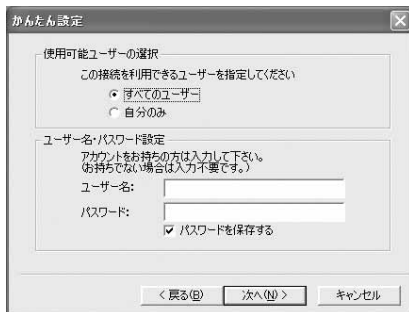 かんたん設定
使用可能ユーザーの選択
この接続を利用できるユーザーを指定してください
すべてのユーザー
自分のみ
ユーザー名・パスワード設定
アカウントをお持ちの方は入力して下さい。
(お持ちでない場合は入力不要です。)
ユーザー名:
パスワード:
パスワードを保存する
< 戻る(B) 次へ(N) > キャンセル